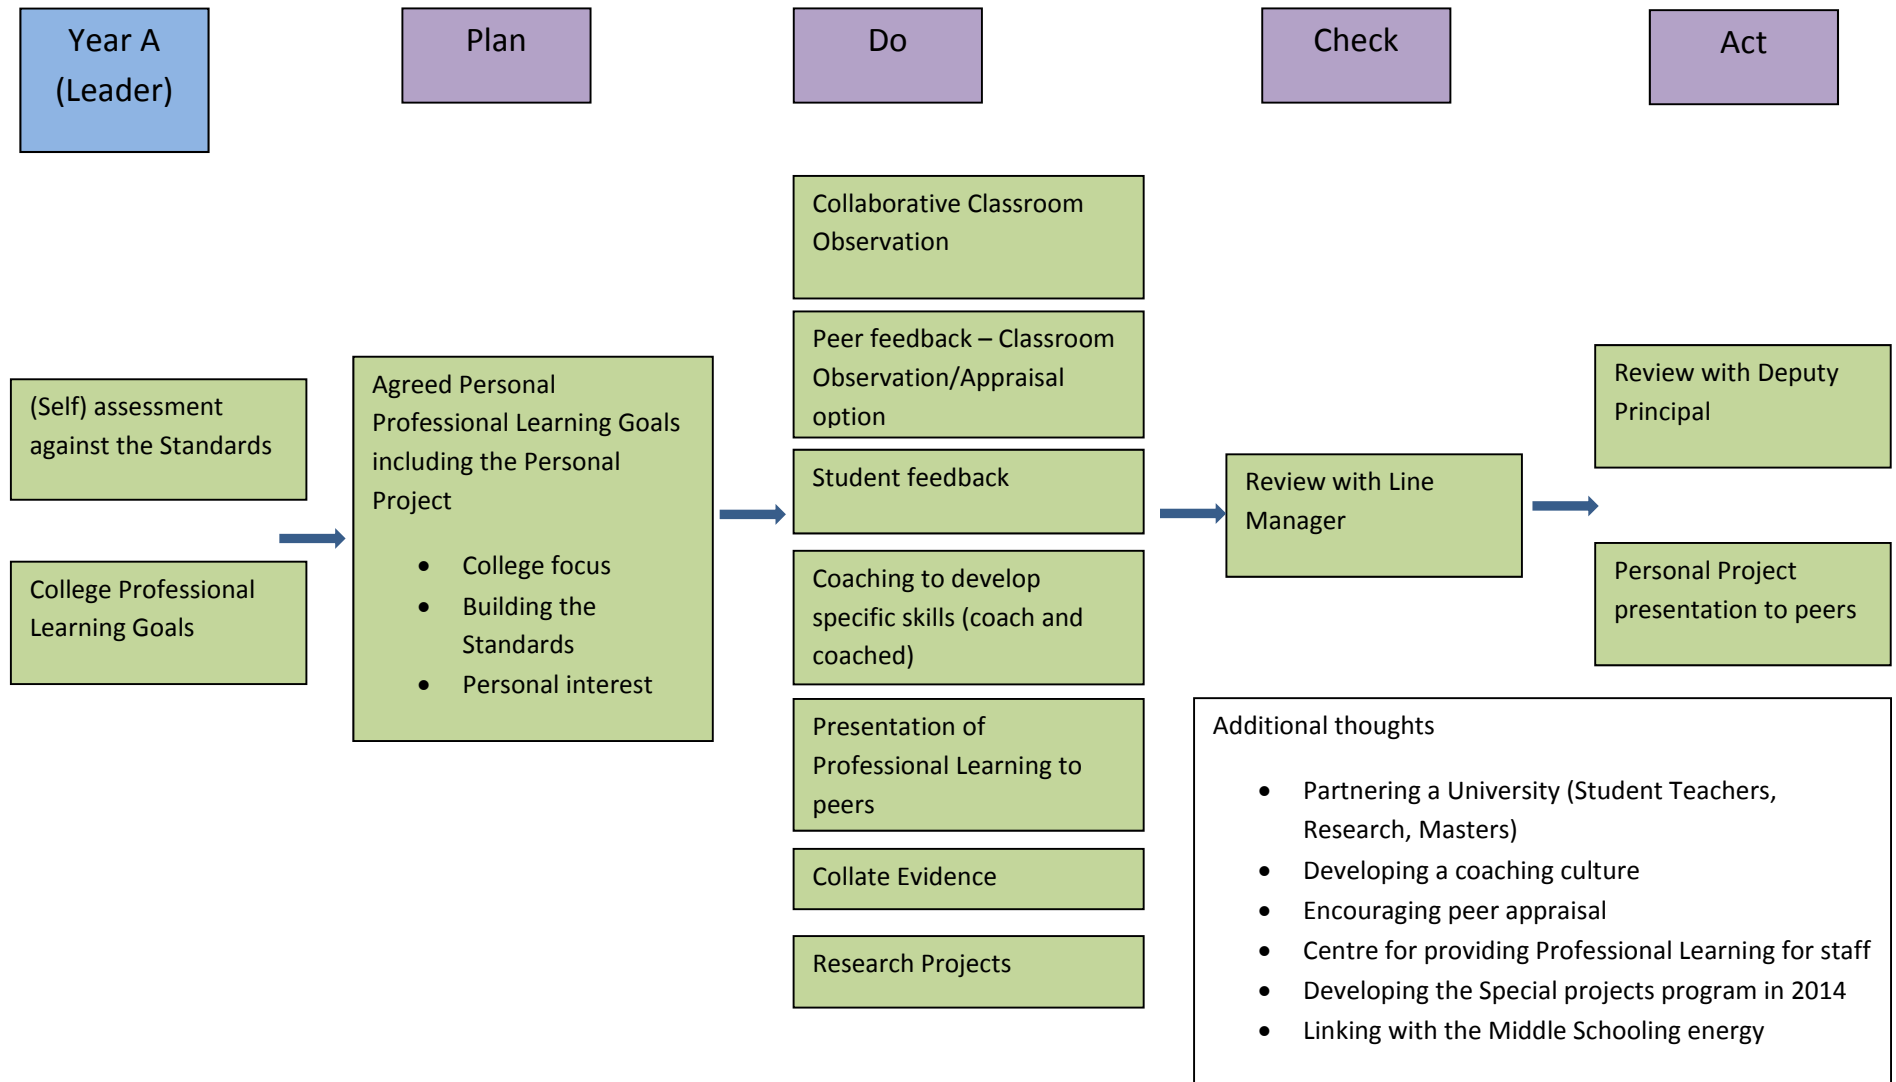 Year A
(Leader)
Plan
Do
Check
Act
(Self) assessment
against the Standards
College Professional
Learning Goals
Agreed Personal
Professional Learning Goals
including the Personal
Project
• College focus
• Building the
Standards
• Personal interest
Collaborative Classroom
Observation
Peer feedback – Classroom
Observation/Appraisal
option
Student feedback
Coaching to develop
specific skills (coach and
coached)
Presentation of
Professional Learning to
peers
Collate Evidence
Research Projects
Review with Line
Manager
Review with Deputy
Principal
Personal Project
presentation to peers
Additional thoughts
• Partnering a University (Student Teachers,
Research, Masters)
• Developing a coaching culture
• Encouraging peer appraisal
• Centre for providing Professional Learning for staff
• Developing the Special projects program in 2014
• Linking with the Middle Schooling energy